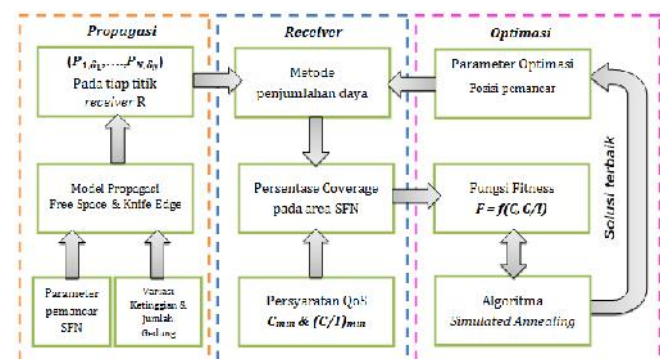 Propagasi
(P1,δ1,.....,PN,δN)
Pada tiap titik
receiver R
Model Propagasi
Free Space & Knife Edge
Parameter
pemancar
SFN
Variasi
Ketinggian &
Jumlah
Gedung
Receiver
Metode
penjumlahan daya
Persentase Coverage
pada area SFN
Persyaratan QoS
Cmin & (C/I)min
Optimasi
Parameter Optimasi
Posisi pemancar
Fungsi Fitness
F = f(C, C/I)
Algoritma
Simulated Annealing
Solusi terbaik